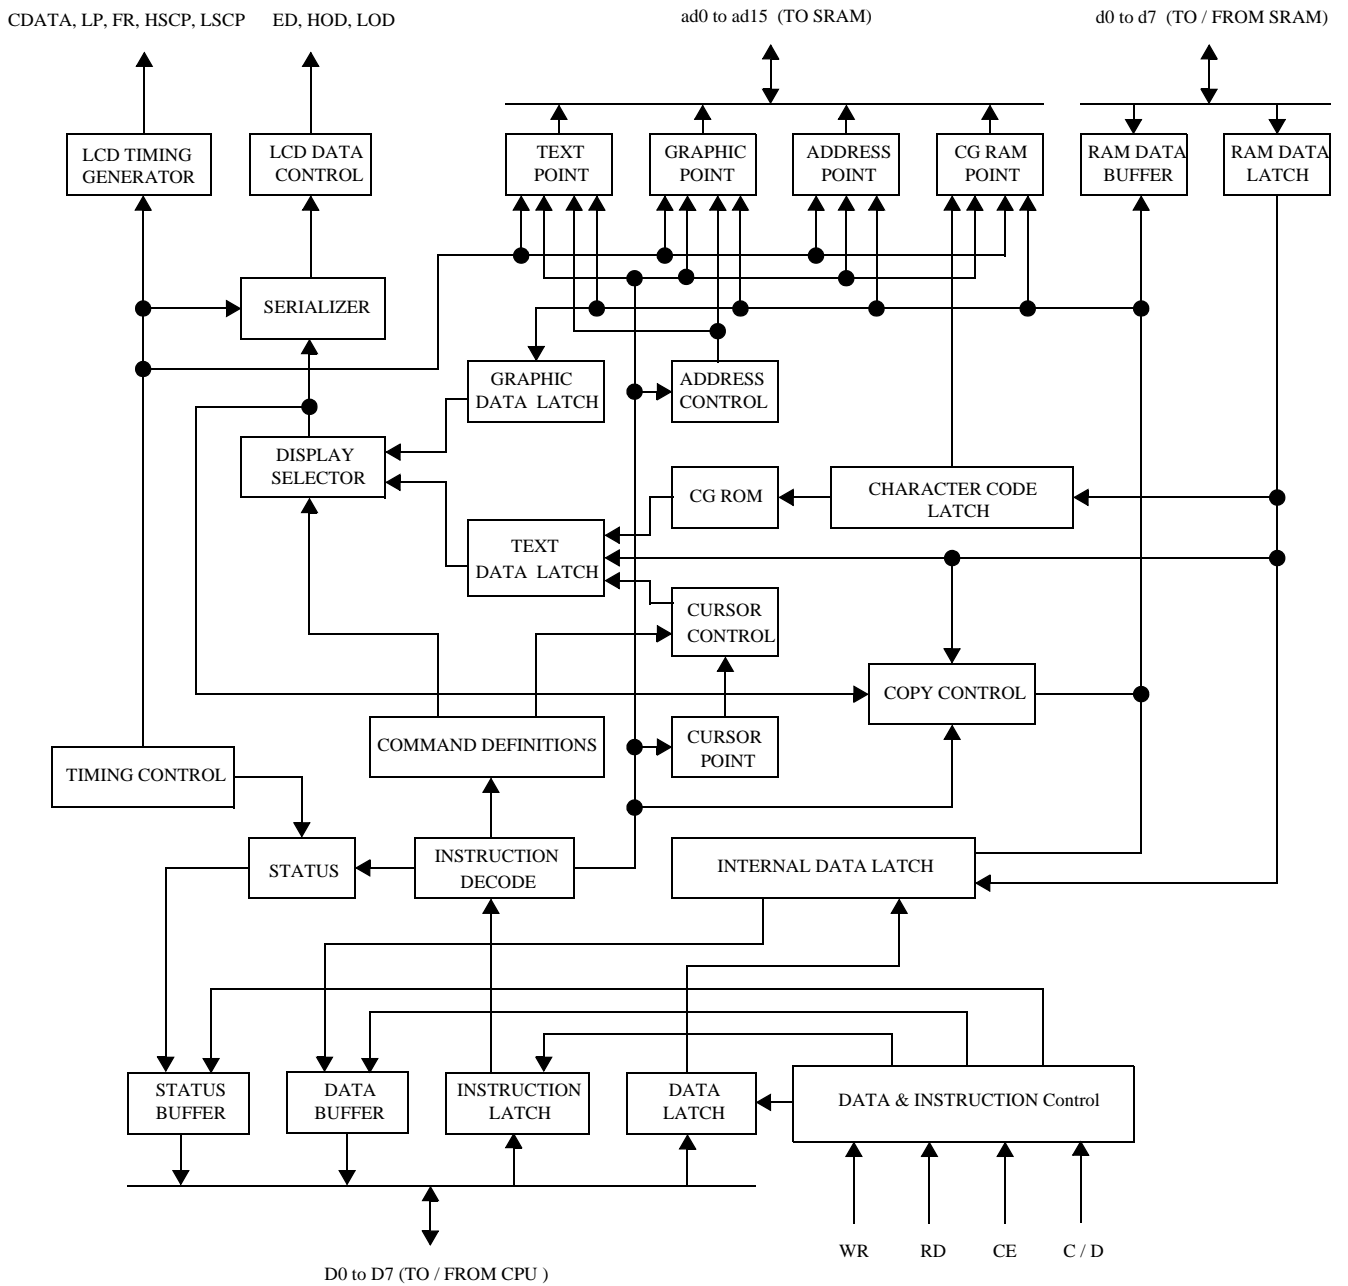 CDATA, LP, FR, HSCP, LSCP
ED, HOD, LOD
ad0 to ad15 (TO SRAM)
d0 to d7 (TO / FROM SRAM)
LCD TIMING
GENERATOR
LCD DATA
CONTROL
TEXT
POINT
GRAPHIC
POINT
ADDRESS
POINT
CG RAM
POINT
RAM DATA
BUFFER
RAM DATA
LATCH
SERIALIZER
GRAPHIC
DATA LATCH
ADDRESS
CONTROL
DISPLAY
SELECTOR
CG ROM
CHARACTER CODE
LATCH
TEXT
DATA LATCH
CURSOR
CONTROL
COPY CONTROL
COMMAND DEFINITIONS
CURSOR
POINT
TIMING CONTROL
STATUS
INSTRUCTION
DECODE
INTERNAL DATA LATCH
STATUS
BUFFER
DATA
BUFFER
INSTRUCTION
LATCH
DATA
LATCH
DATA & INSTRUCTION Control
WR
RD
CE
C / D
D0 to D7 (TO / FROM CPU )